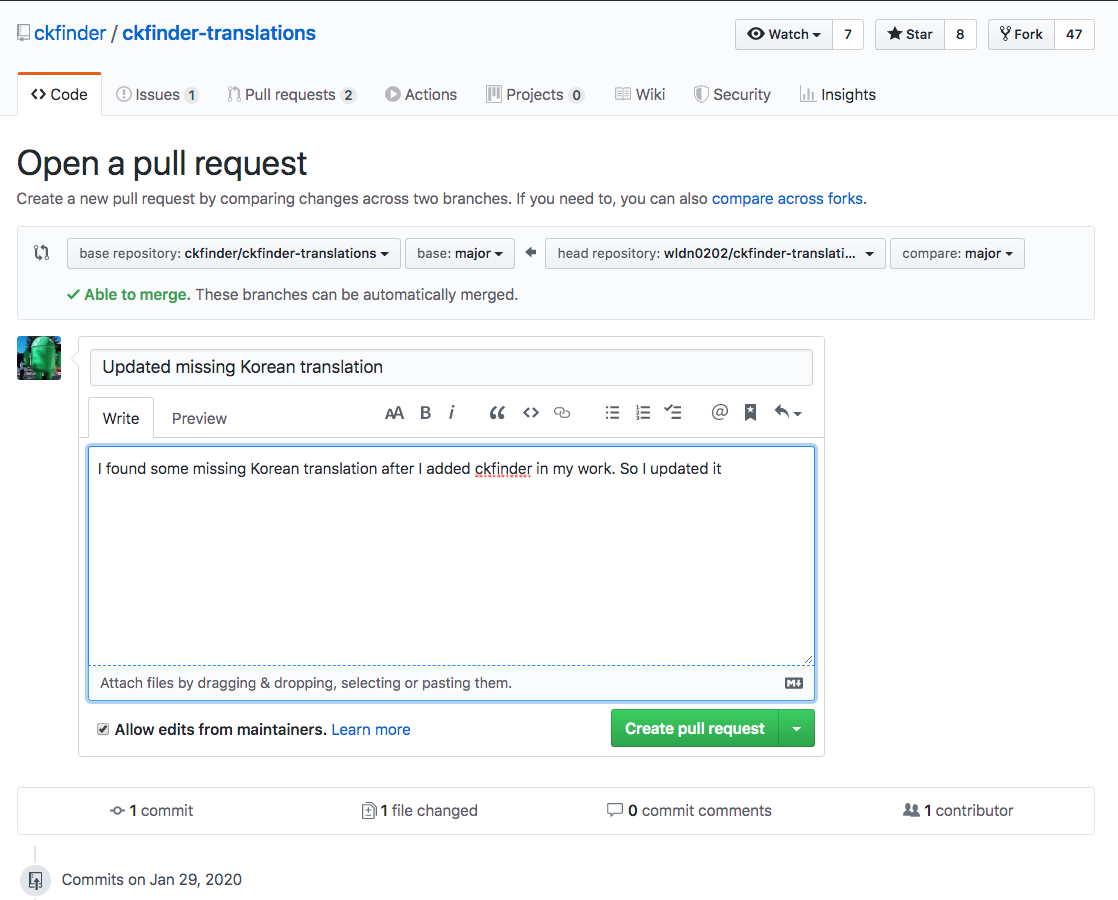 ckfinder / ckfinder-translations
Watch 7 Star 8 Fork 47
Code Issues 1 Pull requests 2 Actions Projects 0 Wiki Security Insights
Open a pull request
Create a new pull request by comparing changes across two branches. If you need to, you can also compare across forks.
base repository: ckfinder/ckfinder-translations base: major head repository: wldn0202/ckfinder-translati... compare: major
Able to merge. These branches can be automatically merged.
Updated missing Korean translation
Write Preview
I found some missing Korean translation after I added ckfinder in my work. So I updated it
Attach files by dragging & dropping, selecting or pasting them.
Allow edits from maintainers. Learn more
Create pull request
1 commit 1 file changed 0 commit comments 1 contributor
Commits on Jan 29, 2020